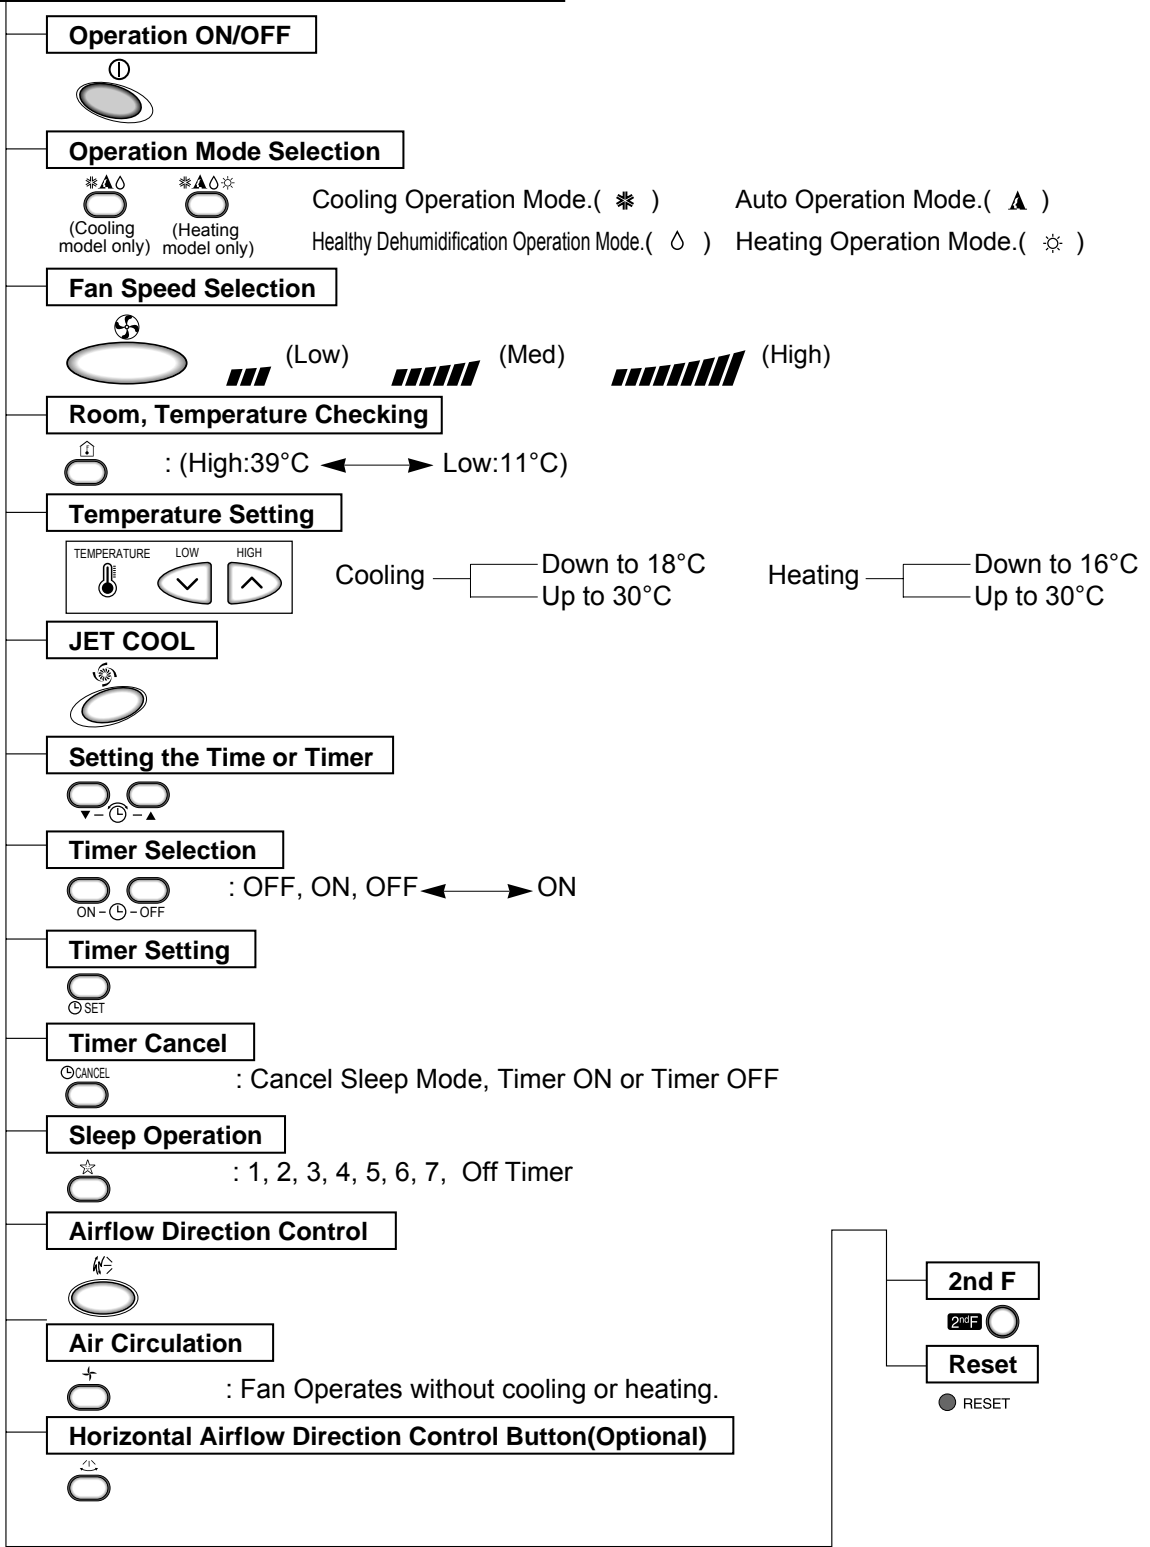 Operation ON/OFF
Operation Mode Selection
(Cooling model only)
(Heating model only)
Cooling Operation Mode.( ❋ )
Auto Operation Mode.( )
Healthy Dehumidification Operation Mode.( )
Heating Operation Mode.( ☼ )
Fan Speed Selection
(Low)
(Med)
(High)
Room, Temperature Checking
: (High:39°C ◄──► Low:11°C)
Temperature Setting
TEMPERATURE LOW HIGH
Cooling
Down to 18°C
Up to 30°C
Heating
Down to 16°C
Up to 30°C
JET COOL
Setting the Time or Timer
▼ – – ▲
Timer Selection
ON – – OFF
: OFF, ON, OFF ◄──► ON
Timer Setting
SET
Timer Cancel
CANCEL
: Cancel Sleep Mode, Timer ON or Timer OFF
Sleep Operation
: 1, 2, 3, 4, 5, 6, 7, Off Timer
Airflow Direction Control
Air Circulation
: Fan Operates without cooling or heating.
Horizontal Airflow Direction Control Button(Optional)
2nd F
2ndF
Reset
RESET